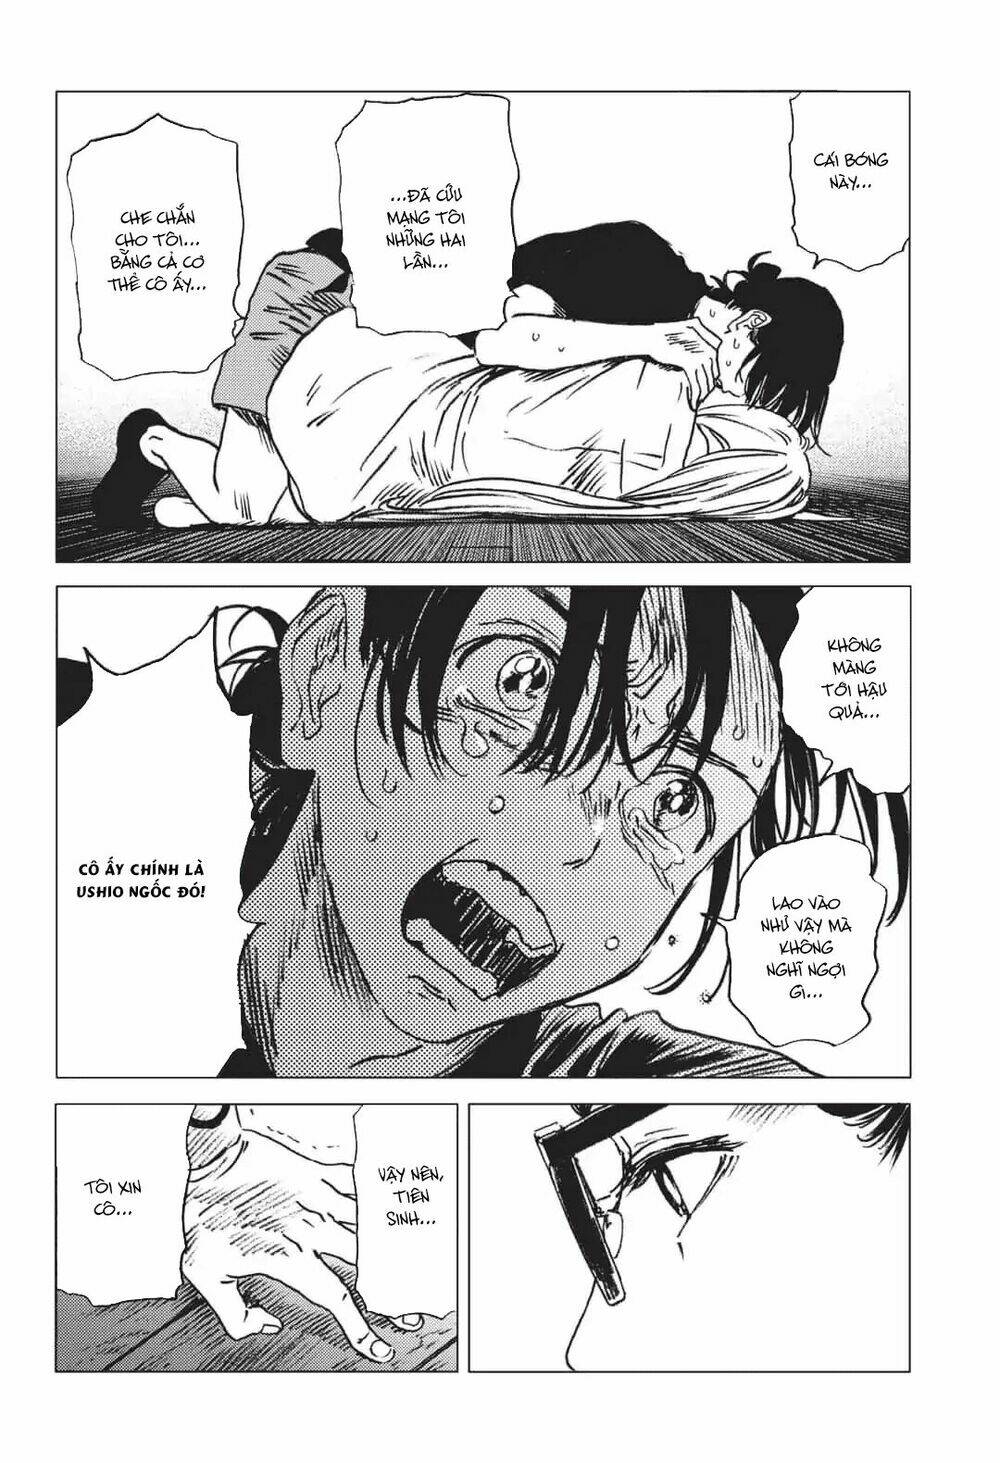 CÁI BÓNG
NÀY...
...ĐÃ CỨU
MẠNG TÔI
NHỮNG HAI
LẦN...
CHE CHẮN
CHO TÔI...
BẰNG CẢ CƠ
THỂ CÔ ẤY...
KHÔNG
MÀNG
TỚI HẬU
QUẢ...
LAO VÀO
NHƯ VẬY MÀ
KHÔNG
NGHĨ NGỢI
GÌ...
CÔ ẤY CHÍNH LÀ
USHIO NGỐC ĐÓ!
VẬY NÊN,
TIÊN
SINH...
TÔI XIN
CÔ...